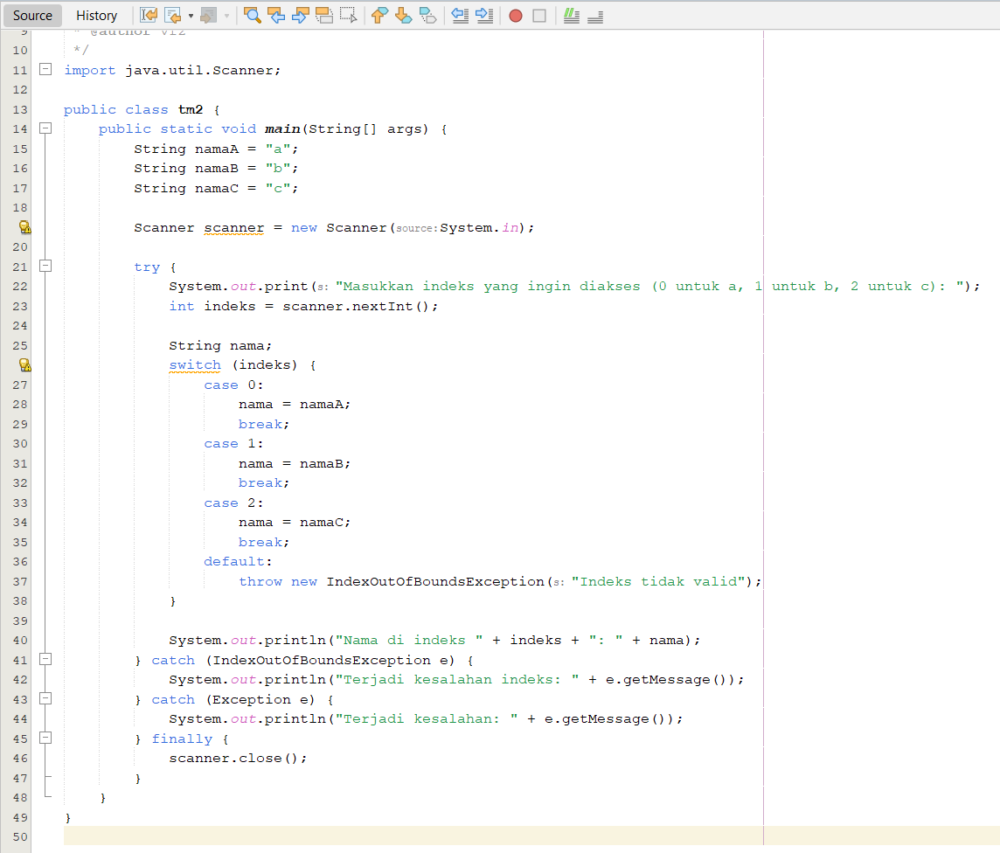 Source History
9 * @author
10 */
11 import java.util.Scanner;
12
13 public class tm2 {
14 public static void main(String[] args) {
15 String namaA = "a";
16 String namaB = "b";
17 String namaC = "c";
18
Scanner scanner = new Scanner(source: System.in);
20
21 try {
22 System.out.print(s: "Masukkan indeks yang ingin diakses (0 untuk a, 1 untuk b, 2 untuk c): ");
23 int indeks = scanner.nextInt();
24
25 String nama;
switch (indeks) {
27 case 0:
28 nama = namaA;
29 break;
30 case 1:
31 nama = namaB;
32 break;
33 case 2:
34 nama = namaC;
35 break;
36 default:
37 throw new IndexOutOfBoundsException(s: "Indeks tidak valid");
38 }
39
40 System.out.println("Nama di indeks " + indeks + ": " + nama);
41 } catch (IndexOutOfBoundsException e) {
42 System.out.println("Terjadi kesalahan indeks: " + e.getMessage());
43 } catch (Exception e) {
44 System.out.println("Terjadi kesalahan: " + e.getMessage());
45 } finally {
46 scanner.close();
47 }
48 }
49 }
50